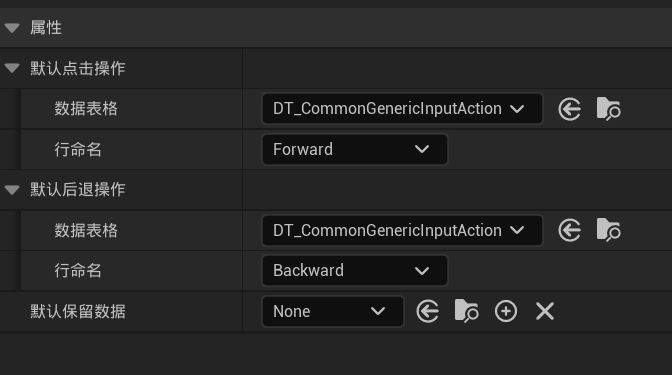 属性
默认点击操作
数据表格 DT_CommonGenericInputAction
行命名 Forward
默认后退操作
数据表格 DT_CommonGenericInputAction
行命名 Backward
默认保留数据 None